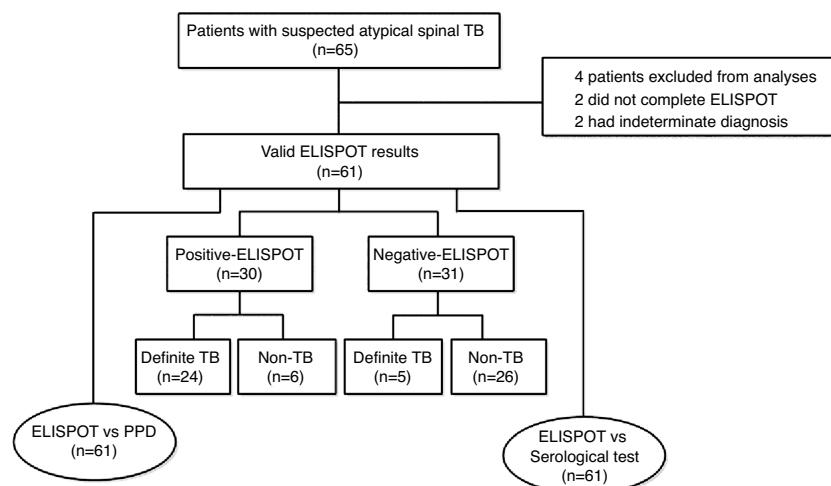 Patients with suspected atypical spinal TB
(n=65)
4 patients excluded from analyses
2 did not complete ELISPOT
2 had indeterminate diagnosis
Valid ELISPOT results
(n=61)
Positive-ELISPOT
(n=30)
Negative-ELISPOT
(n=31)
Definite TB
(n=24)
Non-TB
(n=6)
Definite TB
(n=5)
Non-TB
(n=26)
ELISPOT vs PPD
(n=61)
ELISPOT vs
Serological test
(n=61)